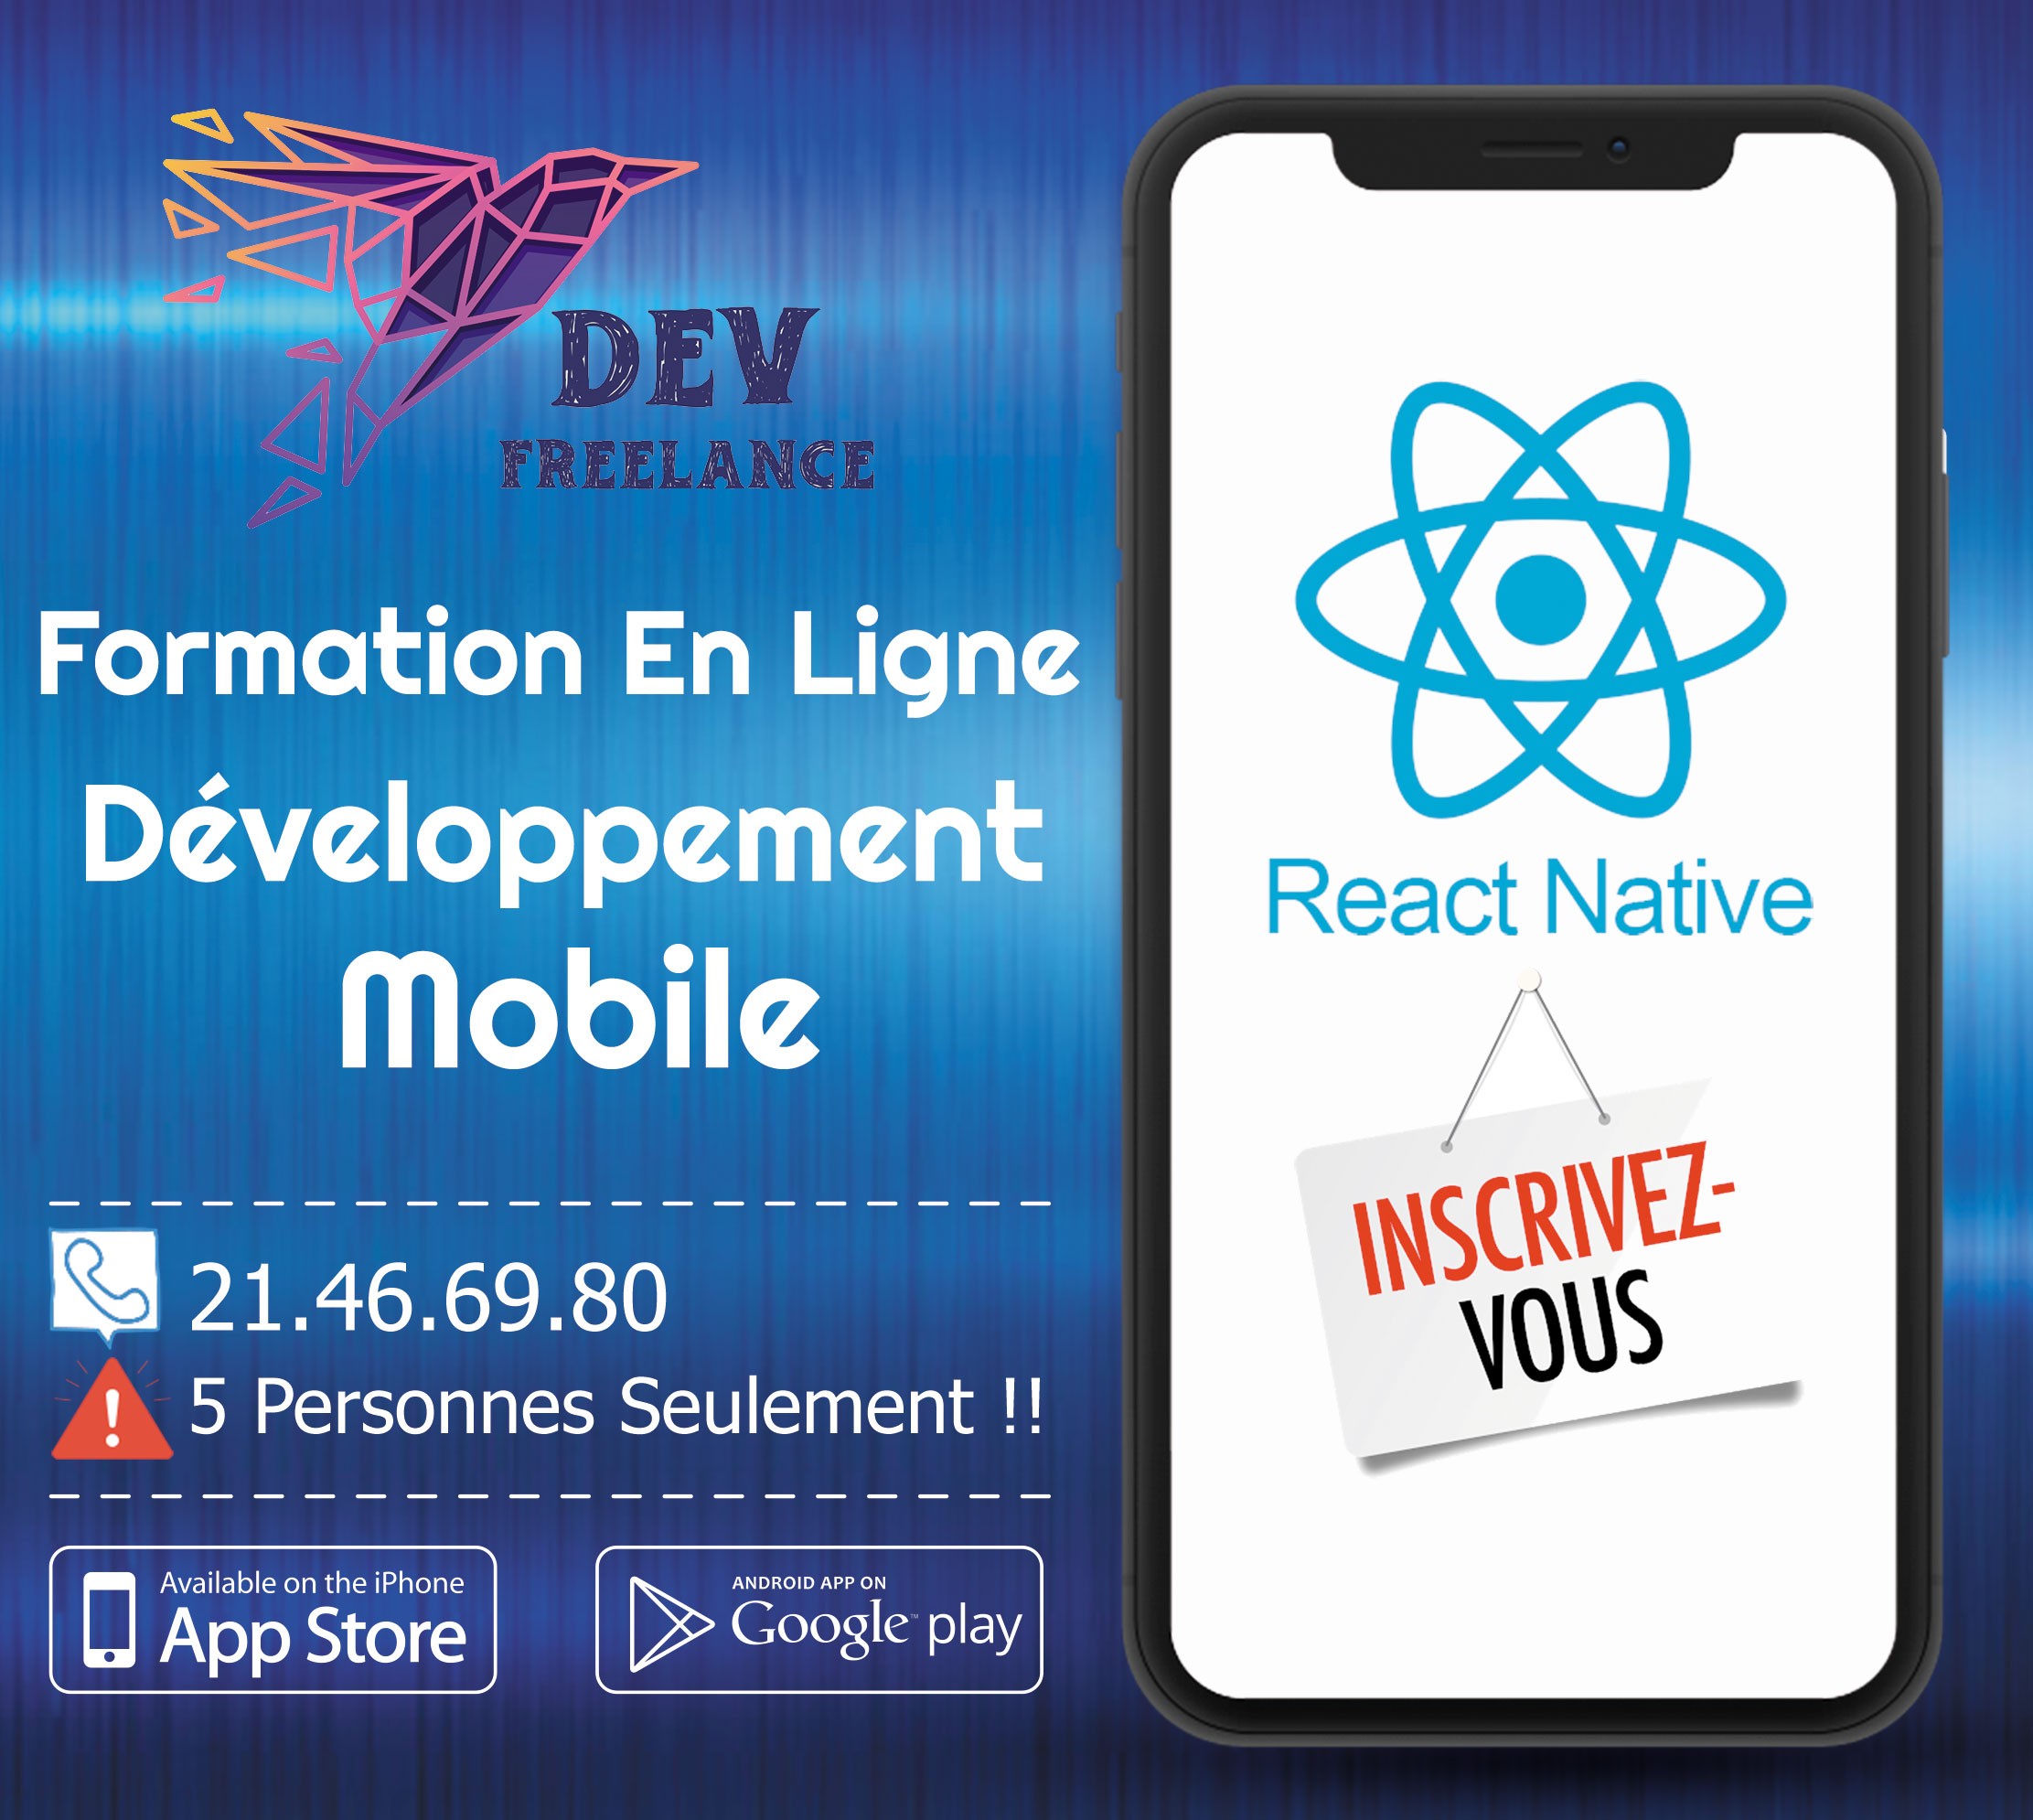 DEV
FREELANCE
Formation En Ligne
Développement
Mobile
21.46.69.80
5 Personnes Seulement !!
Available on the iPhone
App Store
ANDROID APP ON
Google™ play
React Native
INSCRIVEZ-
VOUS